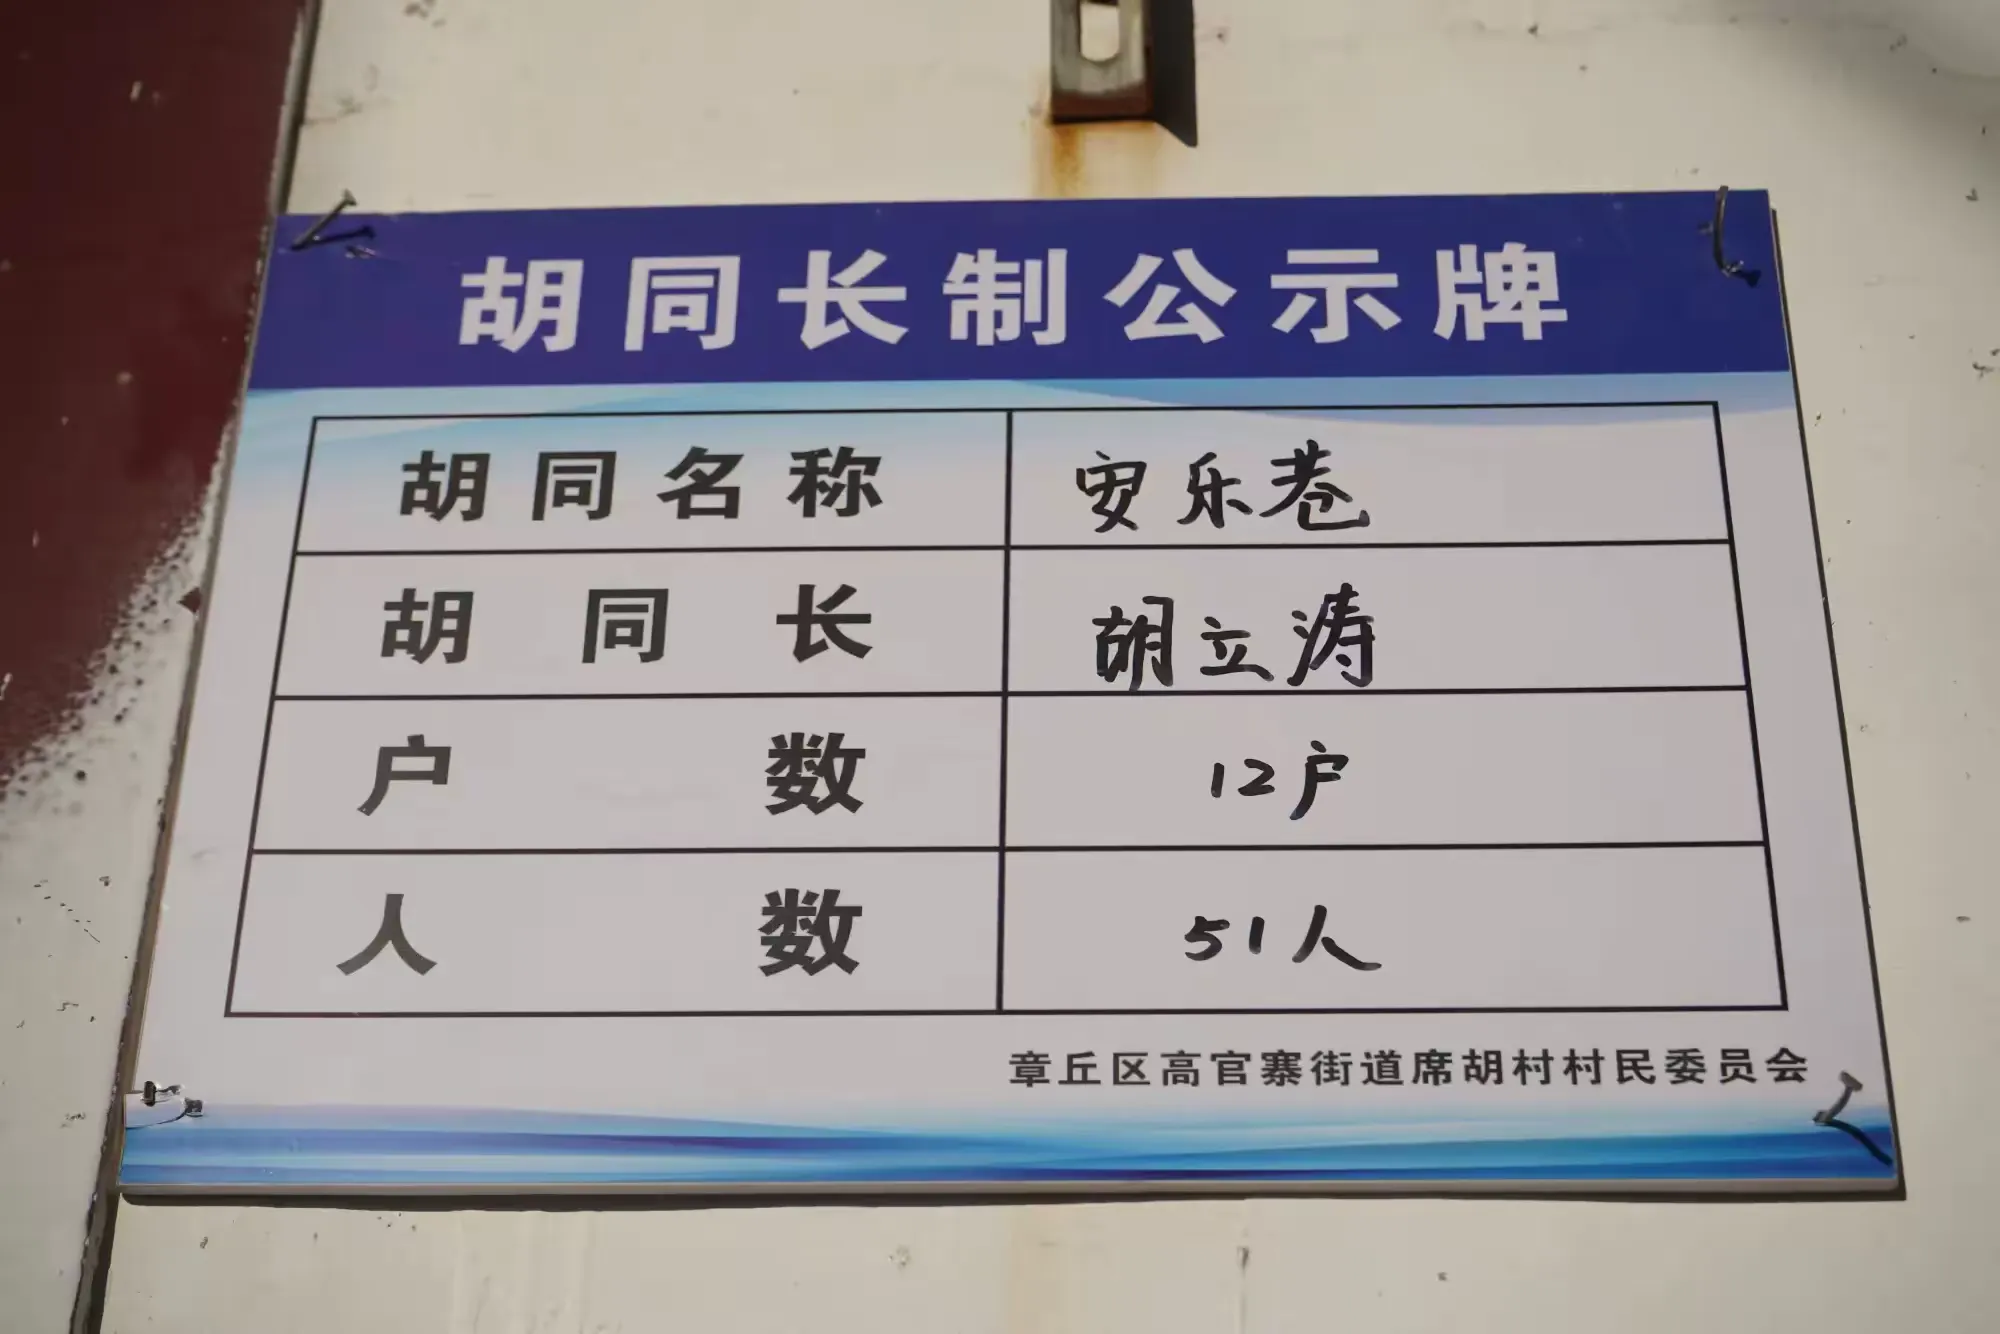 胡同长制公示牌
胡同名称 安乐巷
胡同长 胡立涛
户数 12户
人数 51人
章丘区高官寨街道席胡村村民委员会